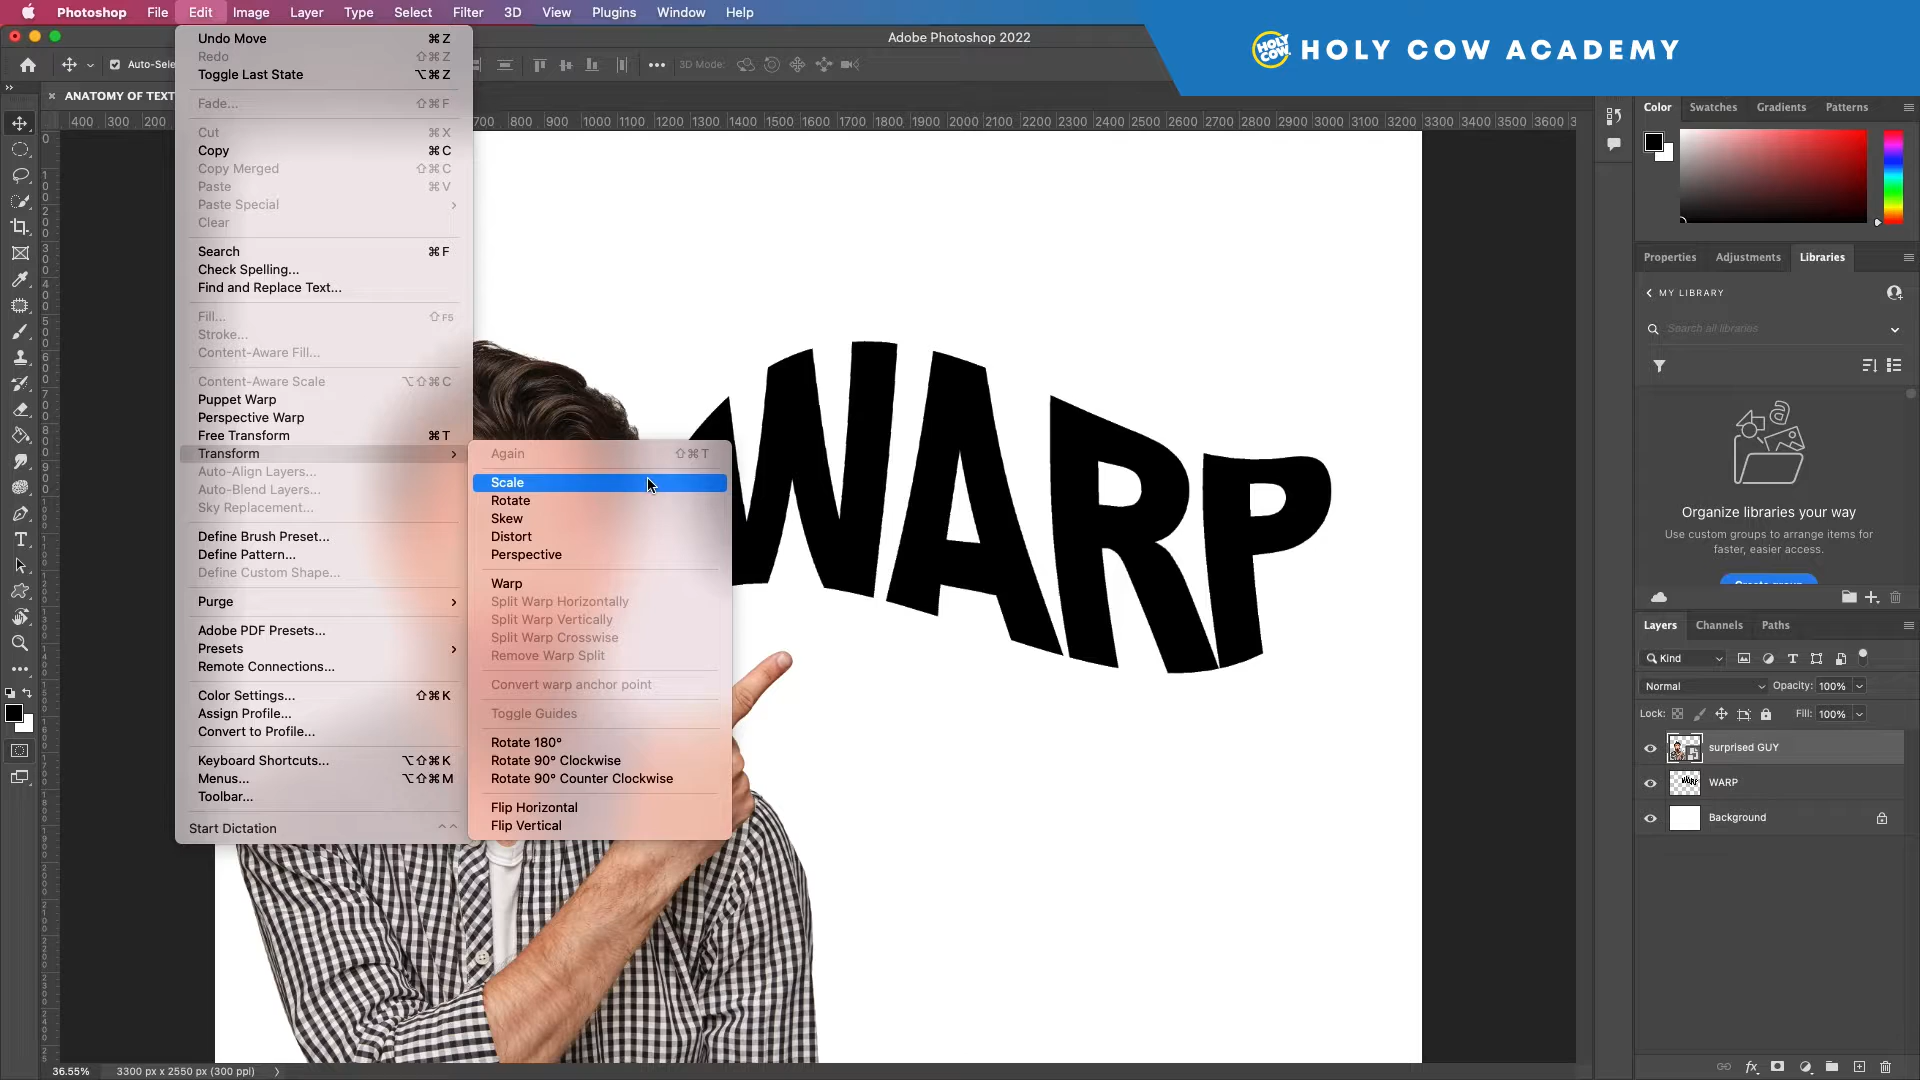 Photoshop File Edit Image Layer Type Select Filter 3D View Plugins Window Help
Adobe Photoshop 2022
HOLY COW. HOLY COW ACADEMY
Auto-Sele
3D Mode:
ANATOMY OF TEXT
400 300 200 700 800 900 1000 1100 1200 1300 1400 1500 1600 1700 1800 1900 2000 2100 2200 2300 2400 2500 2600 2700 2800 2900 3000 3100 3200 3300 3400 3500 3600
Undo Move ⌘Z
Redo ⇧⌘Z
Toggle Last State ⌥⌘Z
Fade... ⇧⌘F
Cut ⌘X
Copy ⌘C
Copy Merged ⇧⌘C
Paste ⌘V
Paste Special
Clear
Search ⌘F
Check Spelling...
Find and Replace Text...
Fill... ⇧F5
Stroke...
Content-Aware Fill...
Content-Aware Scale ⌥⇧⌘C
Puppet Warp
Perspective Warp
Free Transform ⌘T
Transform
Auto-Align Layers...
Auto-Blend Layers...
Sky Replacement...
Define Brush Preset...
Define Pattern...
Define Custom Shape...
Purge
Adobe PDF Presets...
Presets
Remote Connections...
Color Settings... ⇧⌘K
Assign Profile...
Convert to Profile...
Keyboard Shortcuts... ⌥⇧⌘K
Menus... ⌥⇧⌘M
Toolbar...
Start Dictation
Again ⇧⌘T
Scale
Rotate
Skew
Distort
Perspective
Warp
Split Warp Horizontally
Split Warp Vertically
Split Warp Crosswise
Remove Warp Split
Convert warp anchor point
Toggle Guides
Rotate 180°
Rotate 90° Clockwise
Rotate 90° Counter Clockwise
Flip Horizontal
Flip Vertical
WARP
Color Swatches Gradients Patterns
Properties Adjustments Libraries
MY LIBRARY
Search all libraries
Organize libraries your way
Use custom groups to arrange items for
faster, easier access.
Create group
Layers Channels Paths
Kind
Normal Opacity: 100%
Lock: Fill: 100%
surprised GUY
WARP
Background
36.55% 3300 px x 2550 px (300 ppi)